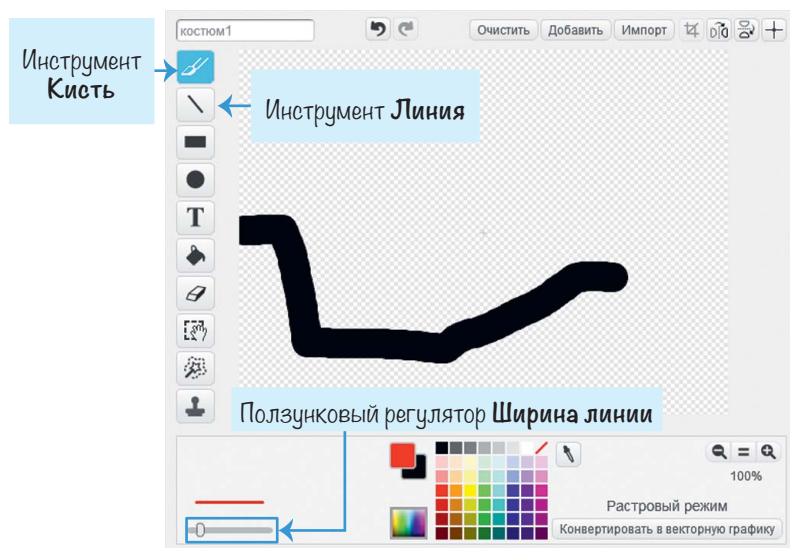 костюм1
Очистить
Добавить
Импорт
Инструмент
Кисть
Инструмент Линия
T
Ползунковый регулятор Ширина линии
100%
Растровый режим
Конвертировать в векторную графику